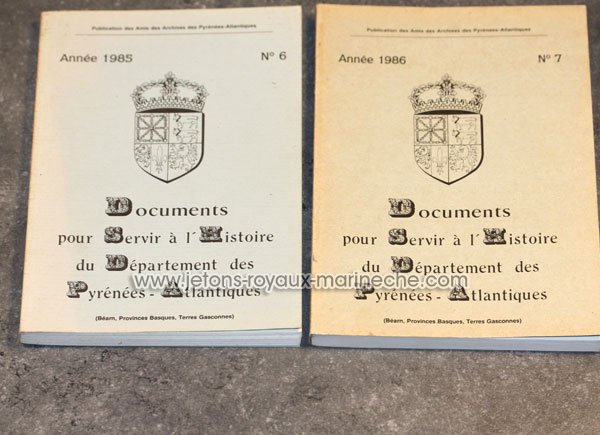 Publication des Amis des Archives des Pyrénées-Atlantiques
Année 1985 N° 6
Documents
pour Servir à l'Histoire
du Département des
Pyrénées - Atlantiques
(Béarn, Provinces Basques, Terres Gasconnes)
Publication des Amis des Archives des Pyrénées-Atlantiques
Année 1986 N° 7
Documents
pour Servir à l'Histoire
du Département des
Pyrénées - Atlantiques
(Béarn, Provinces Basques, Terres Gasconnes)
www.jetons-royaux-marineche.com